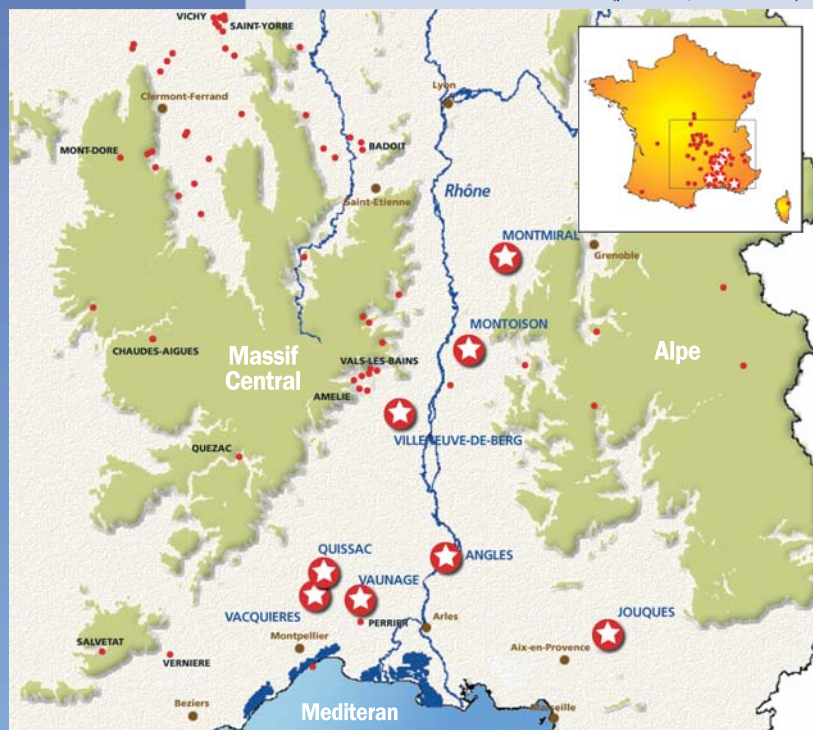 VICHY
SAINT-YORRE
Clermont-Ferrand
Lyon
MONT-DORE
BADOIT
Saint-Etienne
Rhône
MONTMIRAL
Grenoble
MONTOISON
CHAUDES-AIGUES
Massif
Central
VALS-LES-BAINS
Alpe
AMELIE
VILLENEUVE-DE-BERG
QUEZAC
QUISSAC
ANGLES
VAUNAGE
VACQUIERES
PERRIER
Arles
JOUQUES
Montpellier
SALVETAT
VERNIERE
Aix-en-Provence
Beziers
Mediteran
Marseille